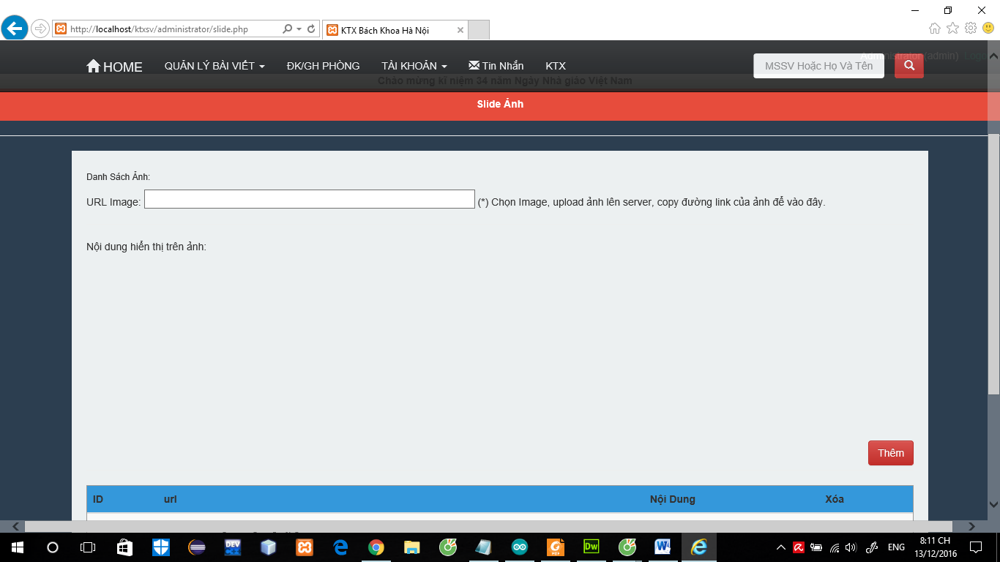 http://localhost/ktxsv/administrator/slide.php
KTX Bách Khoa Hà Nội
Administrator (admin)
HOME QUẢN LÝ BÀI VIẾT ĐK/GH PHÒNG TÀI KHOẢN Tin Nhắn KTX MSSV Hoặc Họ Và Tên
Chào mừng kĩ niệm 34 năm Ngày Nhà giáo Việt Nam
Slide Ảnh
Danh Sách Ảnh:
URL Image: (*) Chọn Image, upload ảnh lên server, copy đường link của ảnh để vào đây.
Nội dung hiển thị trên ảnh:
Thêm
ID url Nội Dung Xóa
DEV
PDF
Dw
ENG
8:11 CH
13/12/2016